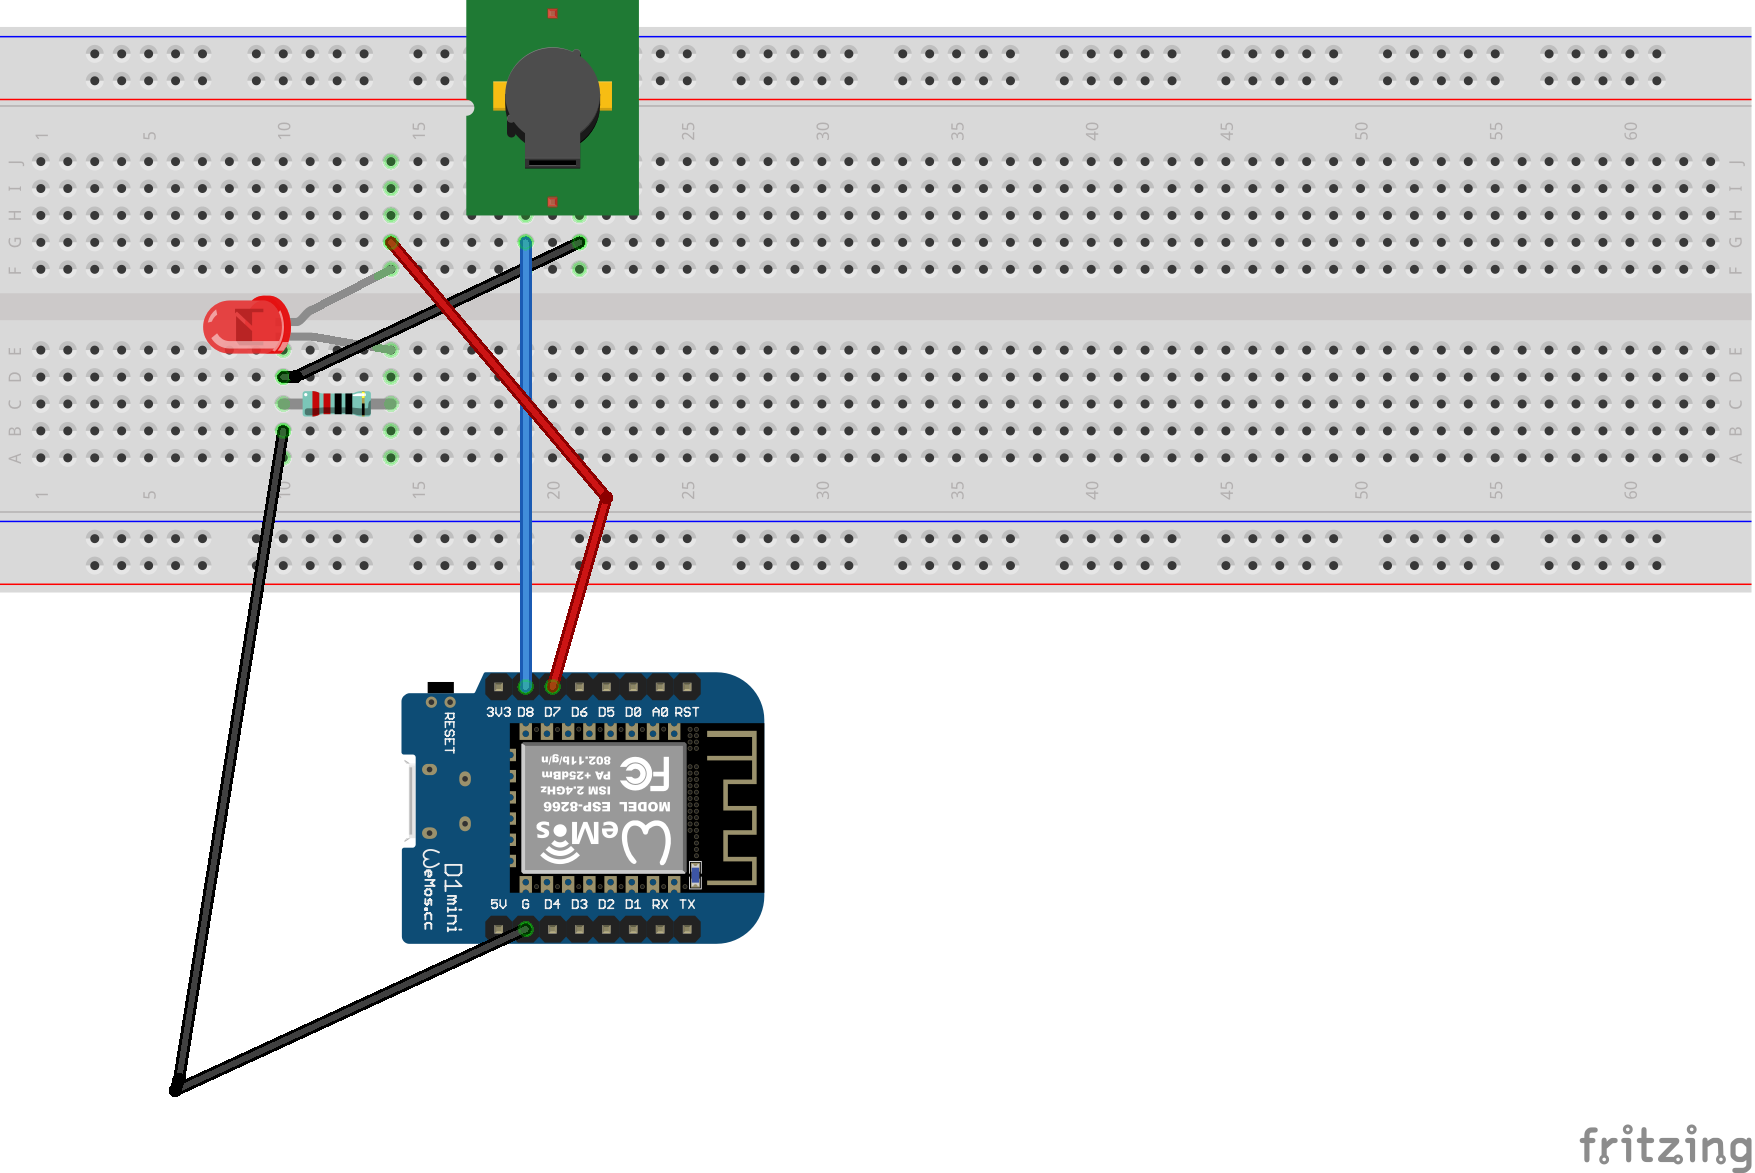 1 5 10 15 25 30 35 40 45 50 55 60
J J
I I
H H
G G
F F
E E
D D
C C
B B
A A
1 5 10 15 20 25 30 35 40 45 50 55 60
3V3 D8 D7 D6 D5 D0 A0 RST
RESET
MODEL ESP-8266
ISM 2.4GHz
PA +25dBm
802.11b/g/n
FC
WeMos
D1mini
WeMos.cc
5V G D4 D3 D2 D1 RX TX
fritzing